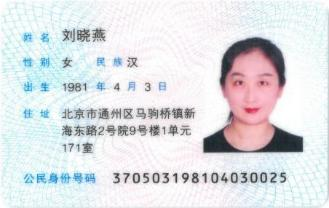 姓名 刘晓燕
性别 女 民族 汉
出生 1981 年 4 月 3 日
住址 北京市通州区马驹桥镇新
海东路2号院9号楼1单元
171室
公民身份号码 370503198104030025